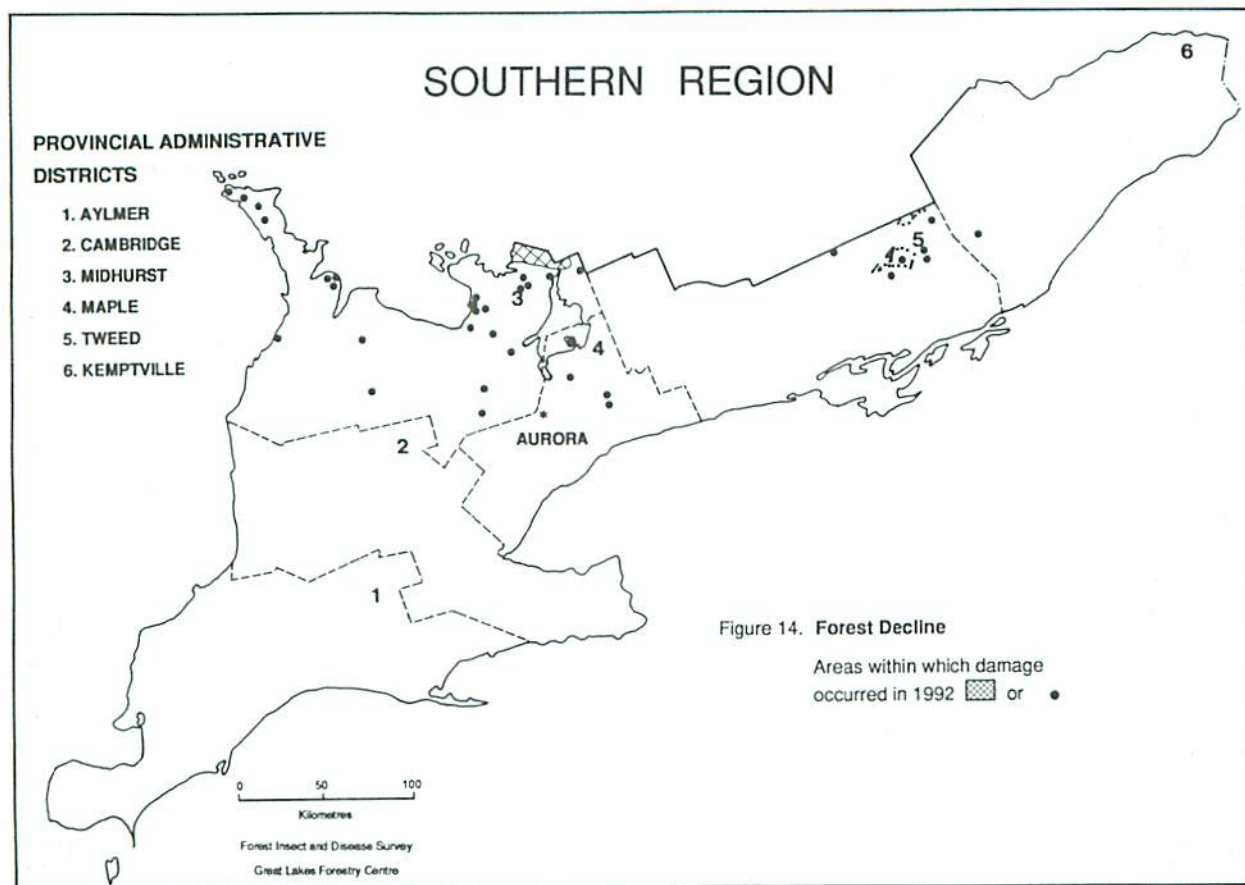 SOUTHERN REGION
PROVINCIAL ADMINISTRATIVE
DISTRICTS
1. AYLMER
2. CAMBRIDGE
3. MIDHURST
4. MAPLE
5. TWEED
6. KEMPTVILLE
6
5
3
4
AURORA
2
1
Figure 14. Forest Decline
Areas within which damage
occurred in 1992 or
0 50 100
Kilometres
Forest Insect and Disease Survey
Great Lakes Forestry Centre